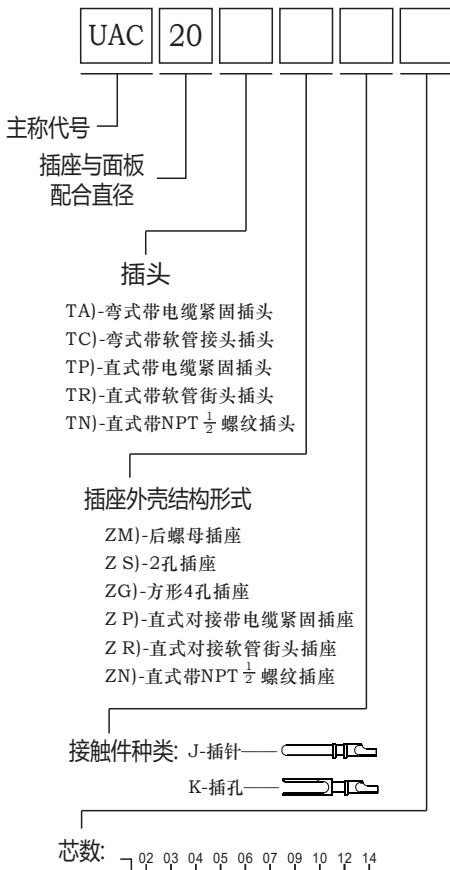 UAC 20
主称代号
插座与面板
配合直径
插头
TA)-弯式带电缆紧固插头
TC)-弯式带软管接头插头
TP)-直式带电缆紧固插头
TR)-直式带软管街头插头
TN)-直式带NPT 1/2 螺纹插头
插座外壳结构形式
ZM)-后螺母插座
Z S)-2孔插座
ZG)-方形4孔插座
Z P)-直式对接带电缆紧固插座
Z R)-直式对接软管街头插座
ZN)-直式带NPT 1/2 螺纹插座
接触件种类: J-插针
K-插孔
芯数: 02 03 04 05 06 07 09 10 12 14